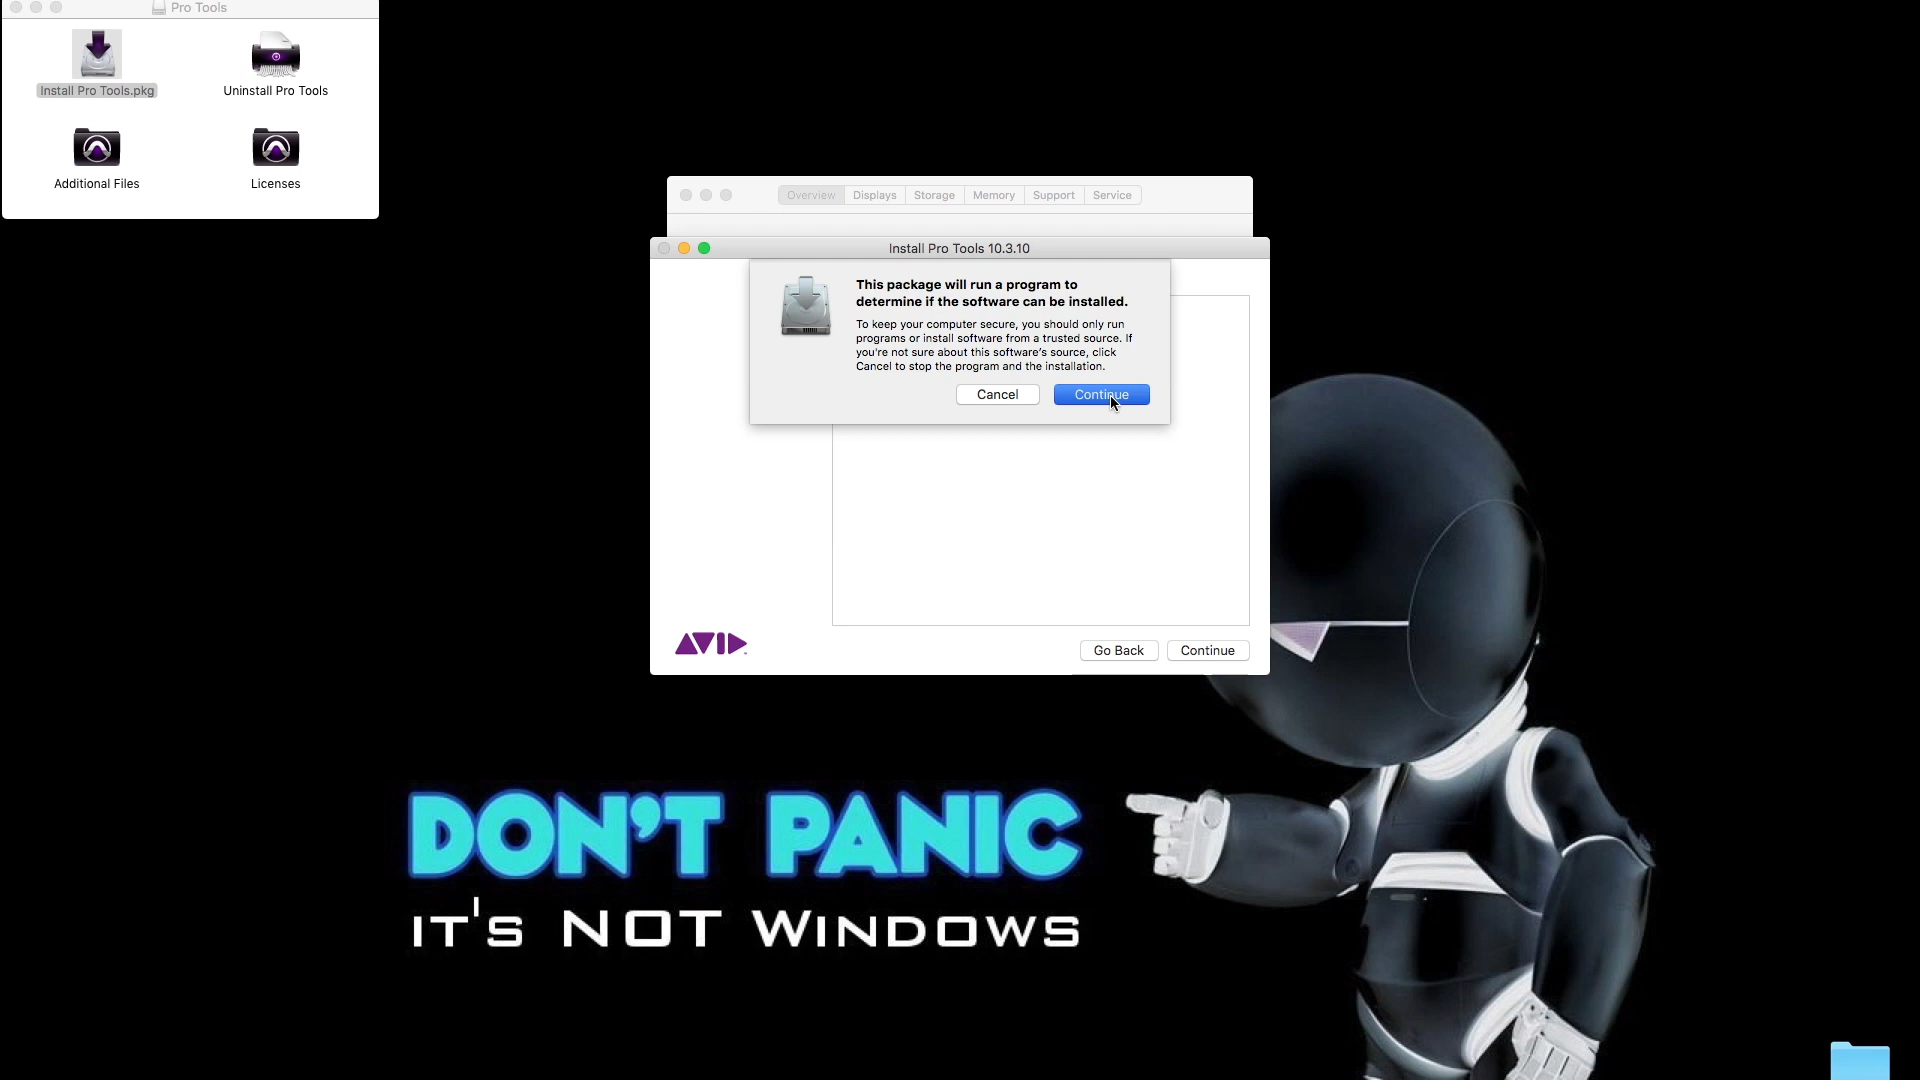 Pro Tools
Install Pro Tools.pkg
Uninstall Pro Tools
Additional Files
Licenses
Overview
Displays
Storage
Memory
Support
Service
Install Pro Tools 10.3.10
This package will run a program to
determine if the software can be installed.
To keep your computer secure, you should only run
programs or install software from a trusted source. If
you're not sure about this software's source, click
Cancel to stop the program and the installation.
Cancel
Continue
AVID
Go Back
Continue
DON'T PANIC
IT'S NOT WINDOWS